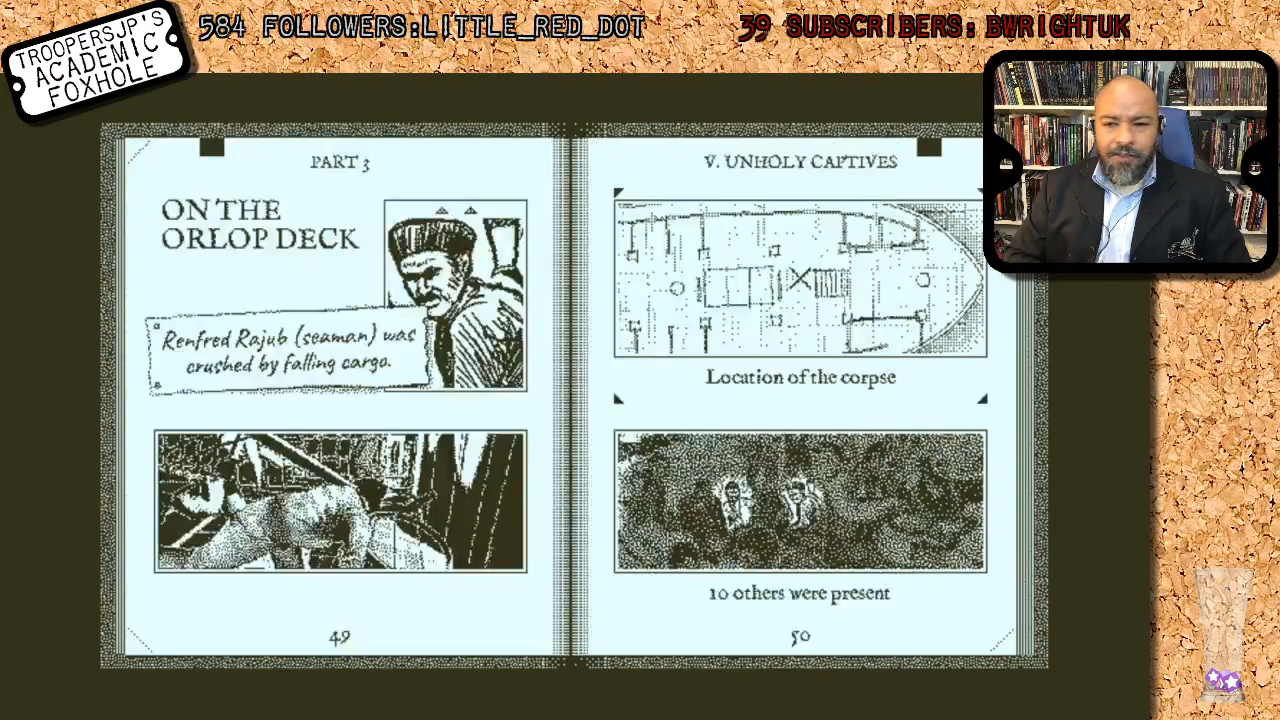 TROOPERSJP'S
ACADEMIC
FOXHOLE
584 FOLLOWERS:LITTLE_RED_DOT
39 SUBSCRIBERS: BWRIGHTUK
PART 3
ON THE
ORLOP DECK
Renfred Rajub (seaman) was
crushed by falling cargo.
49
V. UNHOLY CAPTIVES
Location of the corpse
10 others were present
50